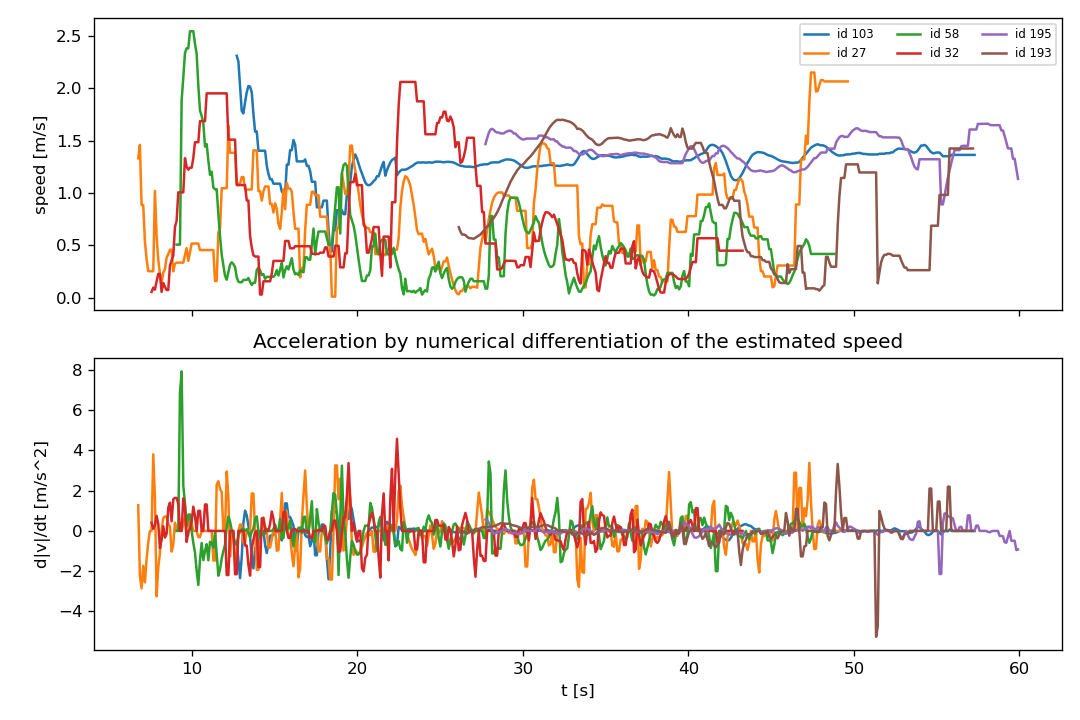 2.5
2.0
1.5
1.0
0.5
0.0
speed [m/s]
id 103 id 58 id 195
id 27 id 32 id 193
Acceleration by numerical differentiation of the estimated speed
8
6
4
2
0
−2
−4
d|v|/dt [m/s^2]
10 20 30 40 50 60
t [s]